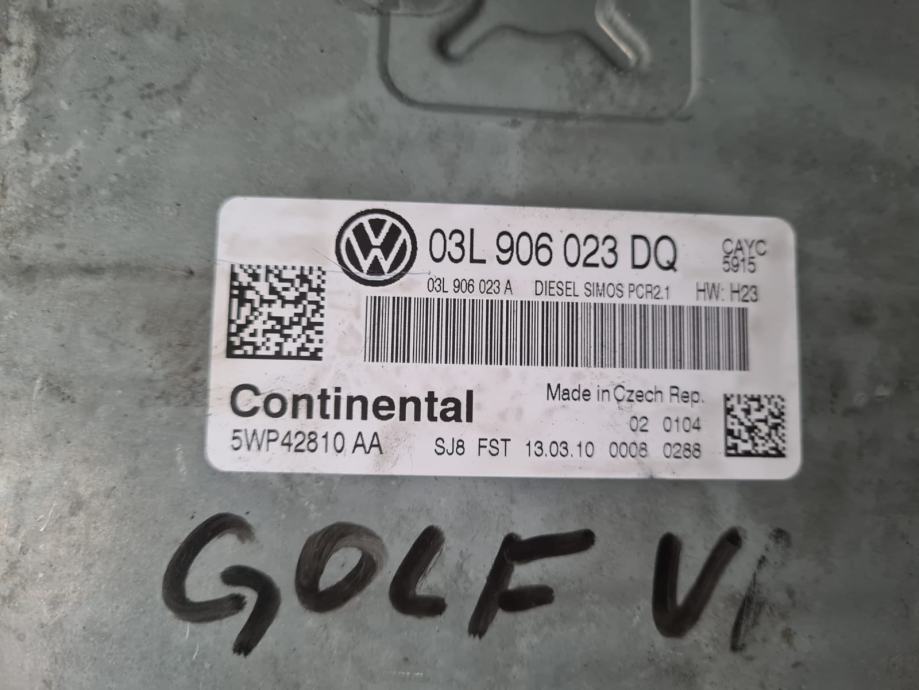 03L 906 023 DQ
CAYC
5915
03L 906 023 A DIESEL SIMOS PCR2.1 HW: H23
Continental
Made in Czech Rep.
02 0104
5WP42810 AA SJ8 FST 13.03.10 0008 0288
GOLF VI